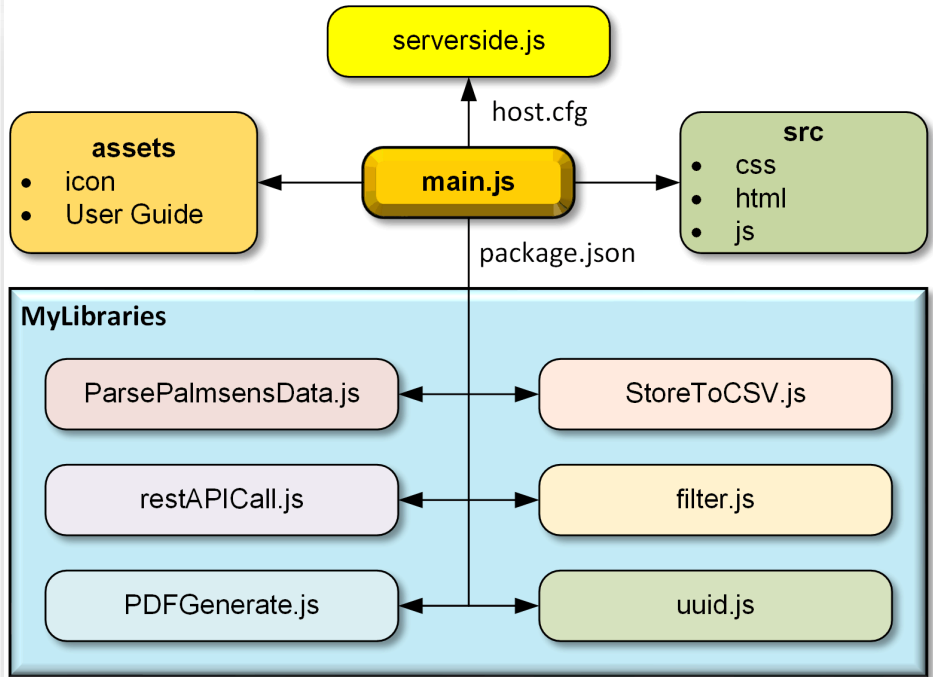 serverside.js
host.cfg
assets
• icon
• User Guide
main.js
src
• css
• html
• js
package.json
MyLibraries
ParsePalmsensData.js
StoreToCSV.js
restAPICall.js
filter.js
PDFGenerate.js
uuid.js